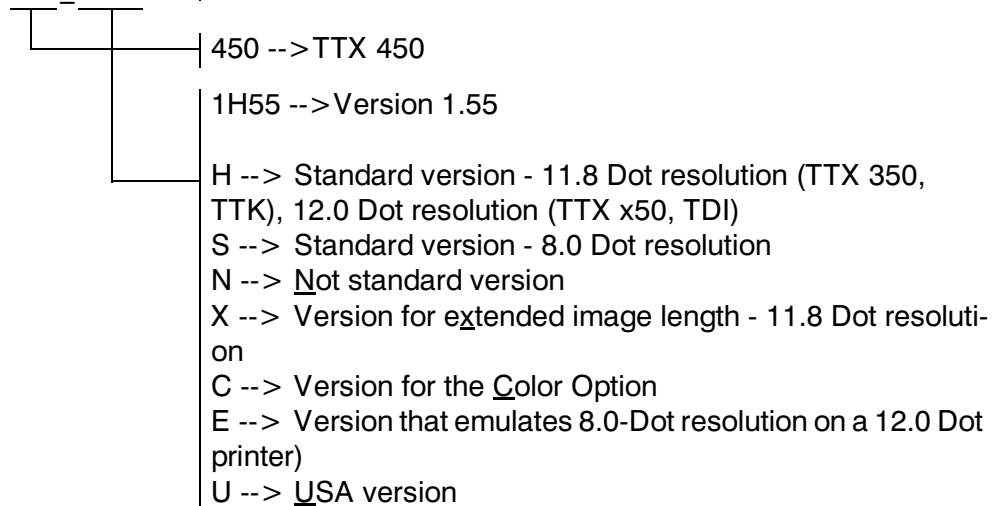 450 -->TTX 450
1H55 -->Version 1.55
H --> Standard version - 11.8 Dot resolution (TTX 350,
TTK), 12.0 Dot resolution (TTX x50, TDI)
S --> Standard version - 8.0 Dot resolution
N --> Not standard version
X --> Version for extended image length - 11.8 Dot resoluti-
on
C --> Version for the Color Option
E --> Version that emulates 8.0-Dot resolution on a 12.0 Dot
printer)
U --> USA version